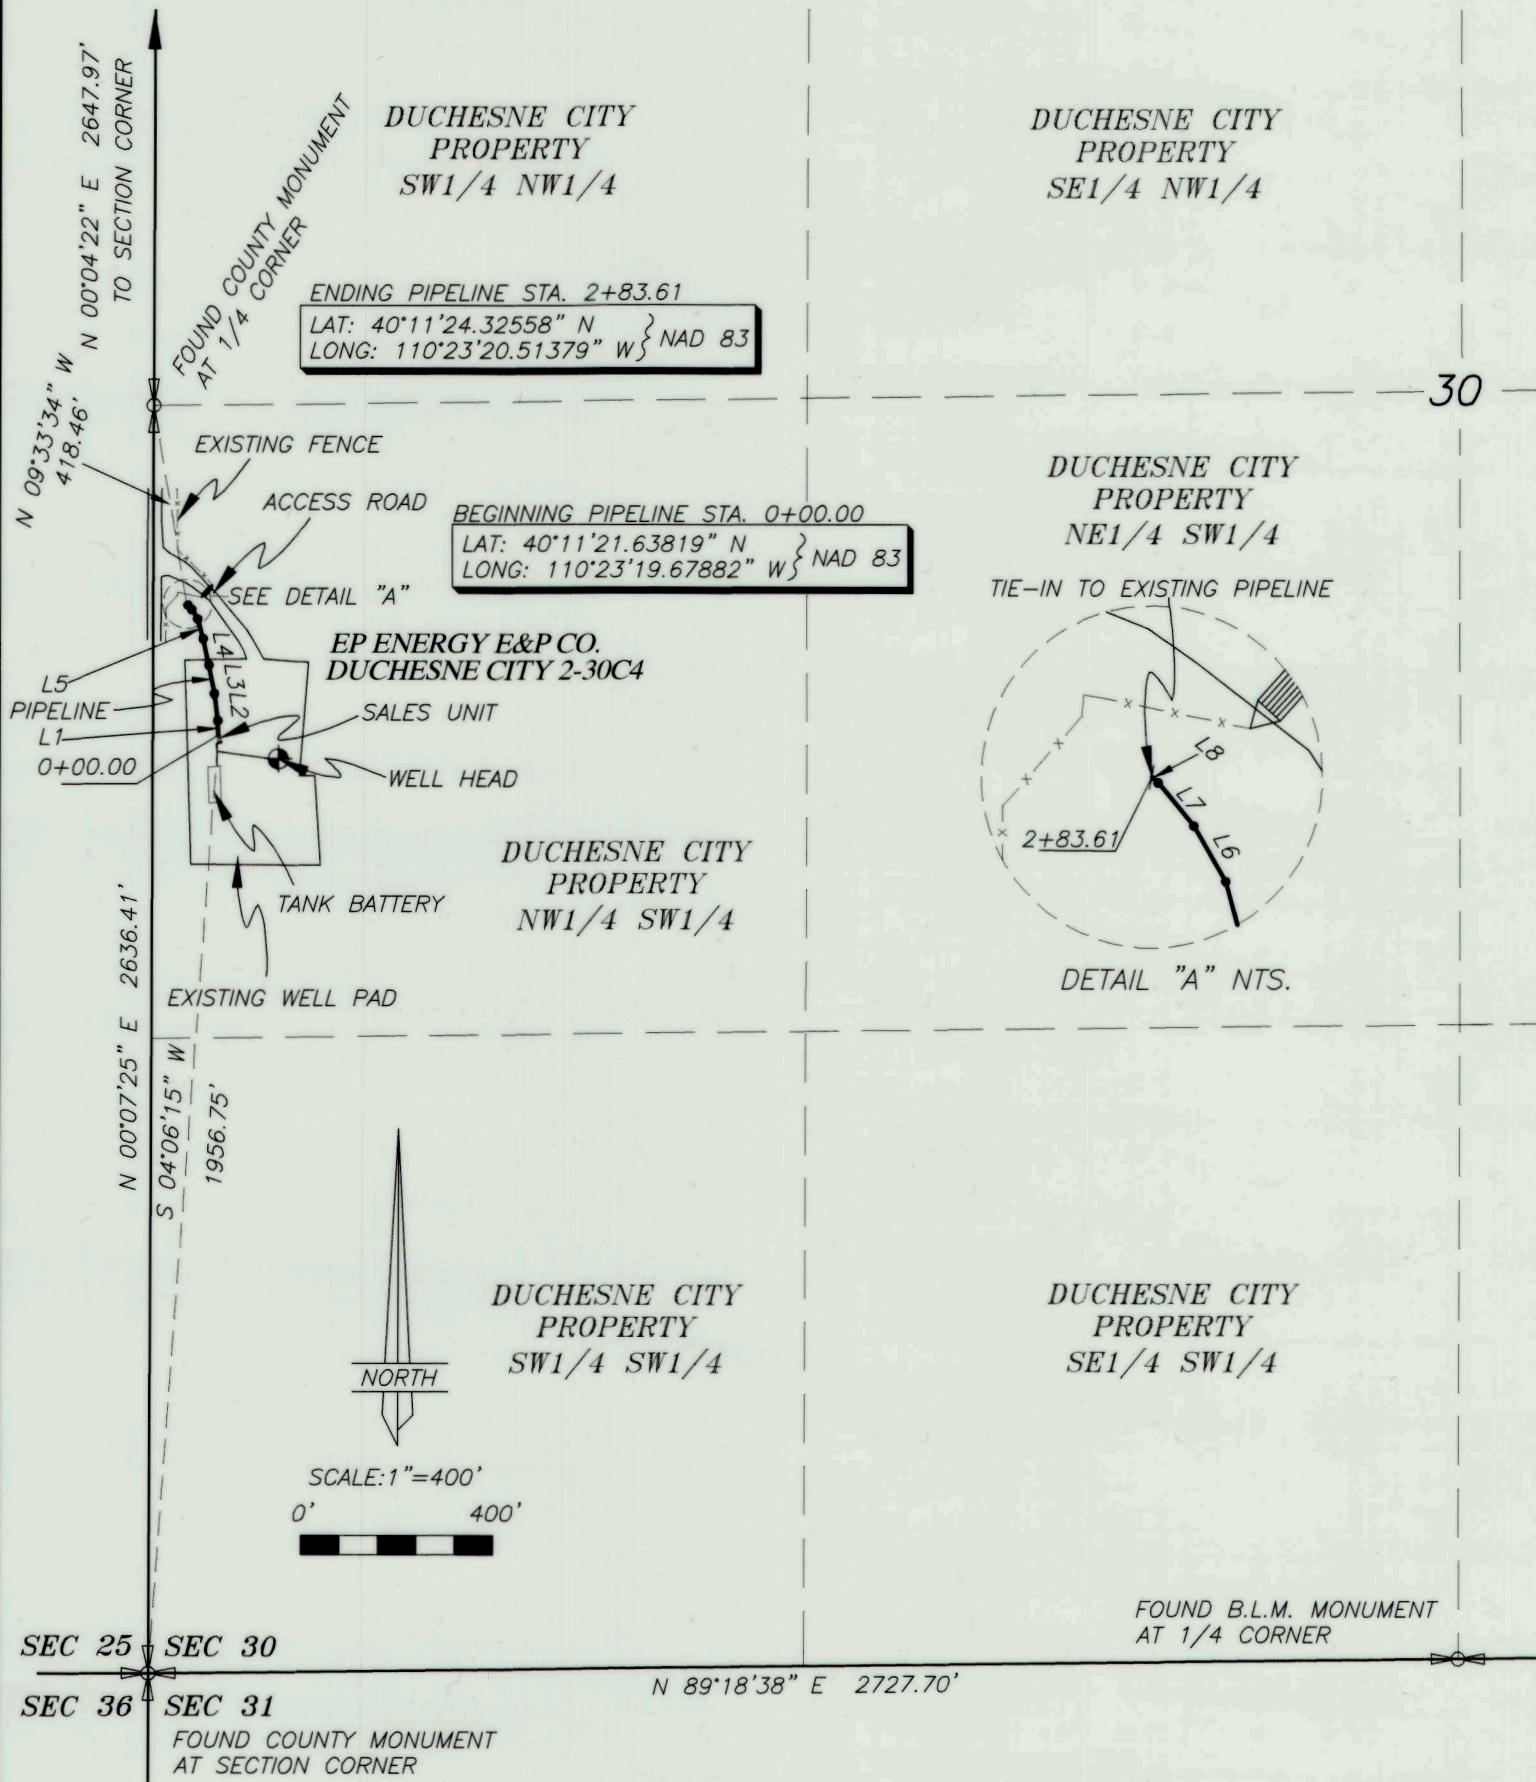 N 00°04'22" E 2647.97'
TO SECTION CORNER
FOUND COUNTY MONUMENT
AT 1/4 CORNER
DUCHESNE CITY
PROPERTY
SW1/4 NW1/4
DUCHESNE CITY
PROPERTY
SE1/4 NW1/4
ENDING PIPELINE STA. 2+83.61
LAT: 40°11'24.32558" N
LONG: 110°23'20.51379" W
NAD 83
30
N 09°33'34" W
418.46'
EXISTING FENCE
ACCESS ROAD
BEGINNING PIPELINE STA. 0+00.00
LAT: 40°11'21.63819" N
LONG: 110°23'19.67882" W
NAD 83
DUCHESNE CITY
PROPERTY
NE1/4 SW1/4
SEE DETAIL "A"
EP ENERGY E&P CO.
DUCHESNE CITY 2-30C4
L4
L3
L2
L5
PIPELINE
L1
0+00.00
SALES UNIT
WELL HEAD
TIE-IN TO EXISTING PIPELINE
L8
L7
L6
2+83.61
DETAIL "A" NTS.
DUCHESNE CITY
PROPERTY
NW1/4 SW1/4
TANK BATTERY
EXISTING WELL PAD
N 00°07'25" E 2636.41'
S 04°06'15" W
1956.75'
NORTH
SCALE:1"=400'
0' 400'
DUCHESNE CITY
PROPERTY
SW1/4 SW1/4
DUCHESNE CITY
PROPERTY
SE1/4 SW1/4
FOUND B.L.M. MONUMENT
AT 1/4 CORNER
SEC 25 SEC 30
N 89°18'38" E 2727.70'
SEC 36 SEC 31
FOUND COUNTY MONUMENT
AT SECTION CORNER